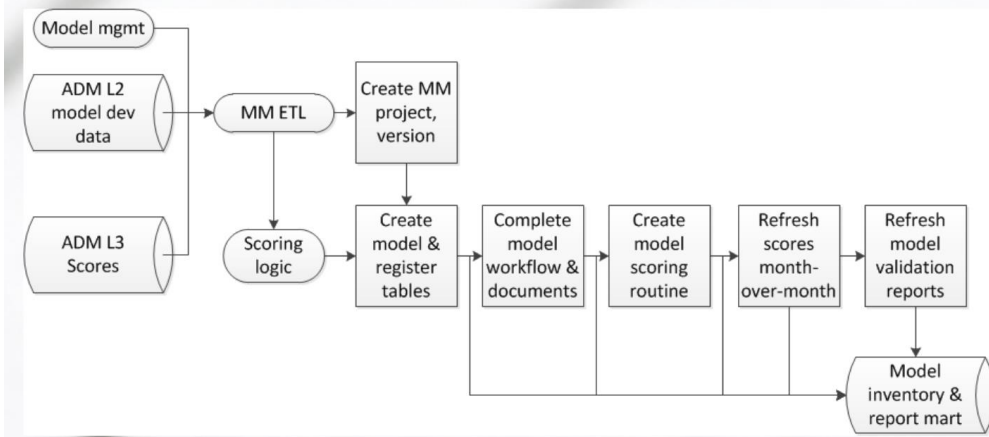 Model mgmt
ADM L2
model dev
data
MM ETL
Create MM
project,
version
ADM L3
Scores
Scoring
logic
Create
model &
register
tables
Complete
model
workflow &
documents
Create
model
scoring
routine
Refresh
scores
month-
over-month
Refresh
model
validation
reports
Model
inventory &
report mart